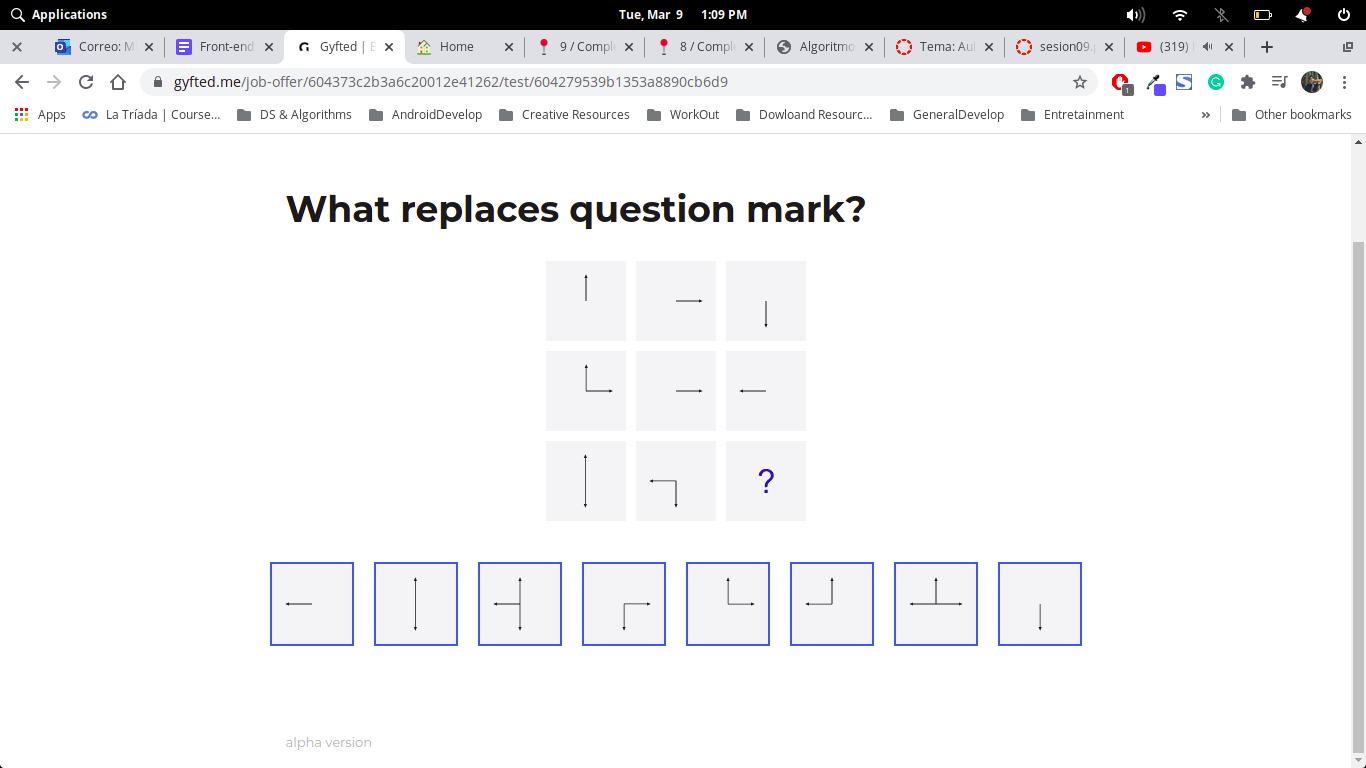 Applications
Tue, Mar 9 1:09 PM
Correo: M
Front-end
Gyfted | E
Home
9 / Compl
8 / Compl
Algoritmo
Tema: Aut
sesion09.
(319)
gyfted.me/job-offer/604373c2b3a6c20012e41262/test/604279539b1353a8890cb6d9
1
Apps
La Tríada | Course...
DS & Algorithms
AndroidDevelop
Creative Resources
WorkOut
Dowloand Resourc...
GeneralDevelop
Entretainment
»
Other bookmarks
What replaces question mark?
?
alpha version